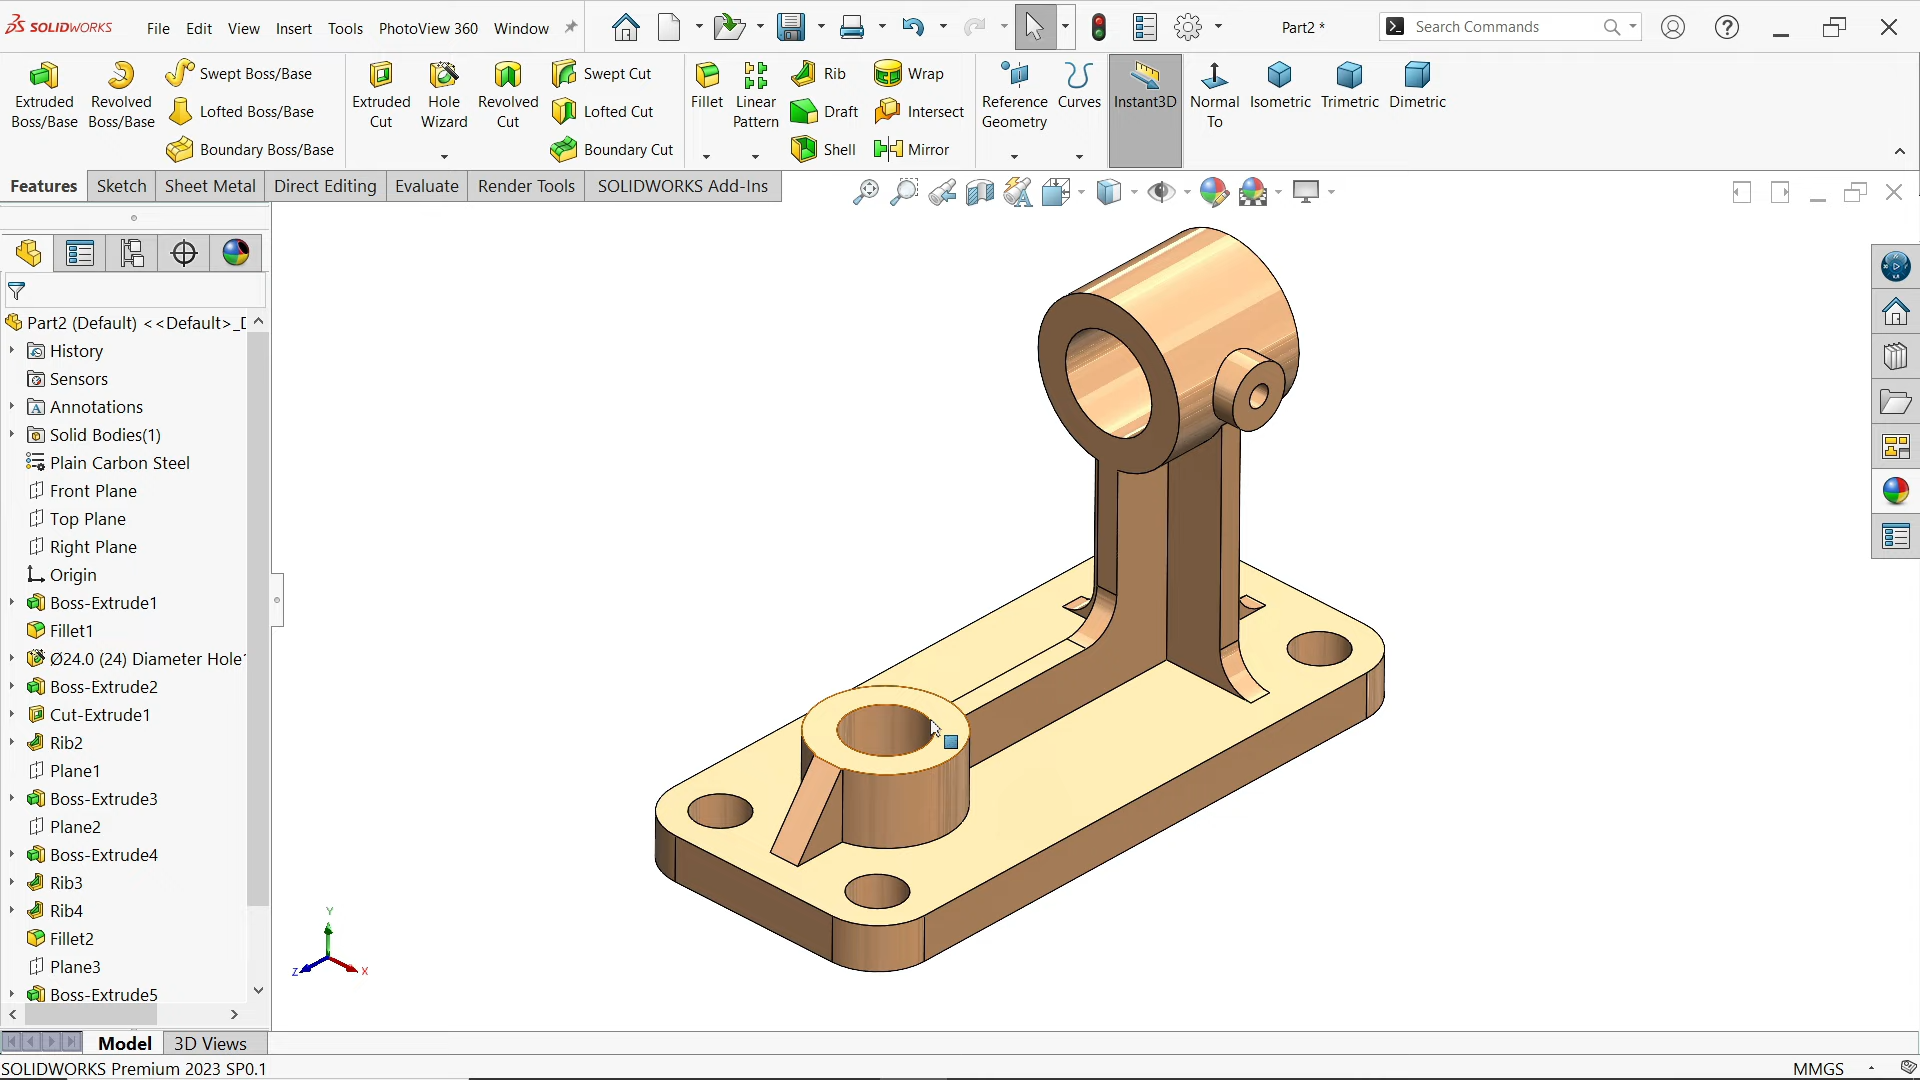 SOLIDWORKS File Edit View Insert Tools PhotoView 360 Window Part2 * Search Commands
Extruded Boss/Base
Revolved Boss/Base
Swept Boss/Base
Lofted Boss/Base
Boundary Boss/Base
Extruded Cut
Hole Wizard
Revolved Cut
Swept Cut
Lofted Cut
Boundary Cut
Fillet
Linear Pattern
Rib
Draft
Shell
Wrap
Intersect
Mirror
Reference Geometry
Curves
Instant3D
Normal To
Isometric
Trimetric
Dimetric
Features Sketch Sheet Metal Direct Editing Evaluate Render Tools SOLIDWORKS Add-Ins
Part2 (Default) <<Default>_
History
Sensors
Annotations
Solid Bodies(1)
Plain Carbon Steel
Front Plane
Top Plane
Right Plane
Origin
Boss-Extrude1
Fillet1
Ø24.0 (24) Diameter Hole
Boss-Extrude2
Cut-Extrude1
Rib2
Plane1
Boss-Extrude3
Plane2
Boss-Extrude4
Rib3
Rib4
Fillet2
Plane3
Boss-Extrude5
Y
Z
X
Model 3D Views
SOLIDWORKS Premium 2023 SP0.1 MMGS